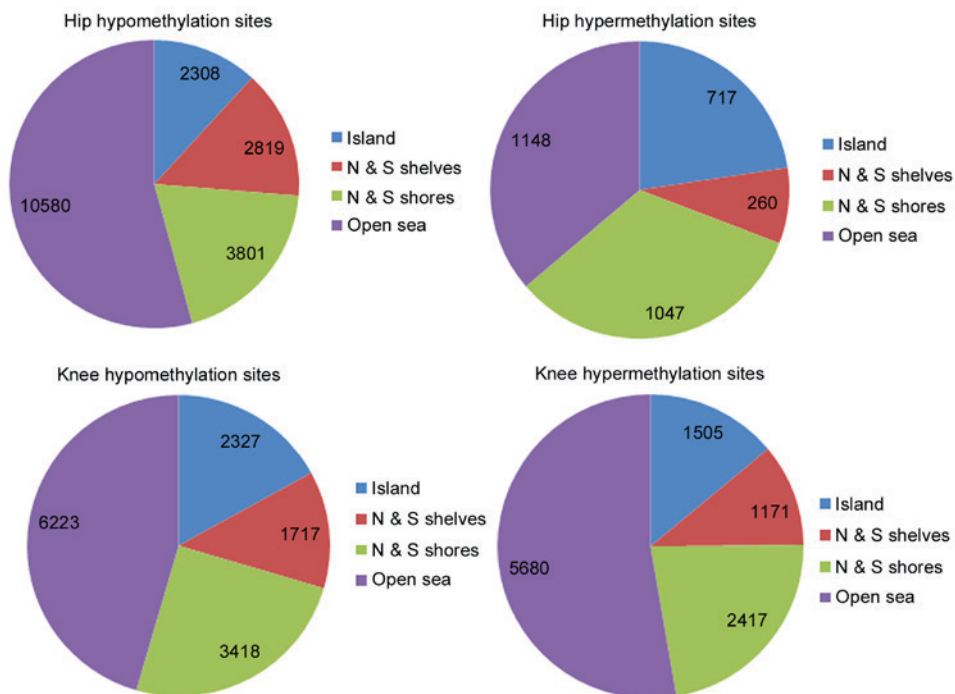 Hip hypomethylation sites
2308
2819
3801
10580
Island
N & S shelves
N & S shores
Open sea
Hip hypermethylation sites
717
260
1047
1148
Island
N & S shelves
N & S shores
Open sea
Knee hypomethylation sites
2327
1717
3418
6223
Island
N & S shelves
N & S shores
Open sea
Knee hypermethylation sites
1505
1171
2417
5680
Island
N & S shelves
N & S shores
Open sea